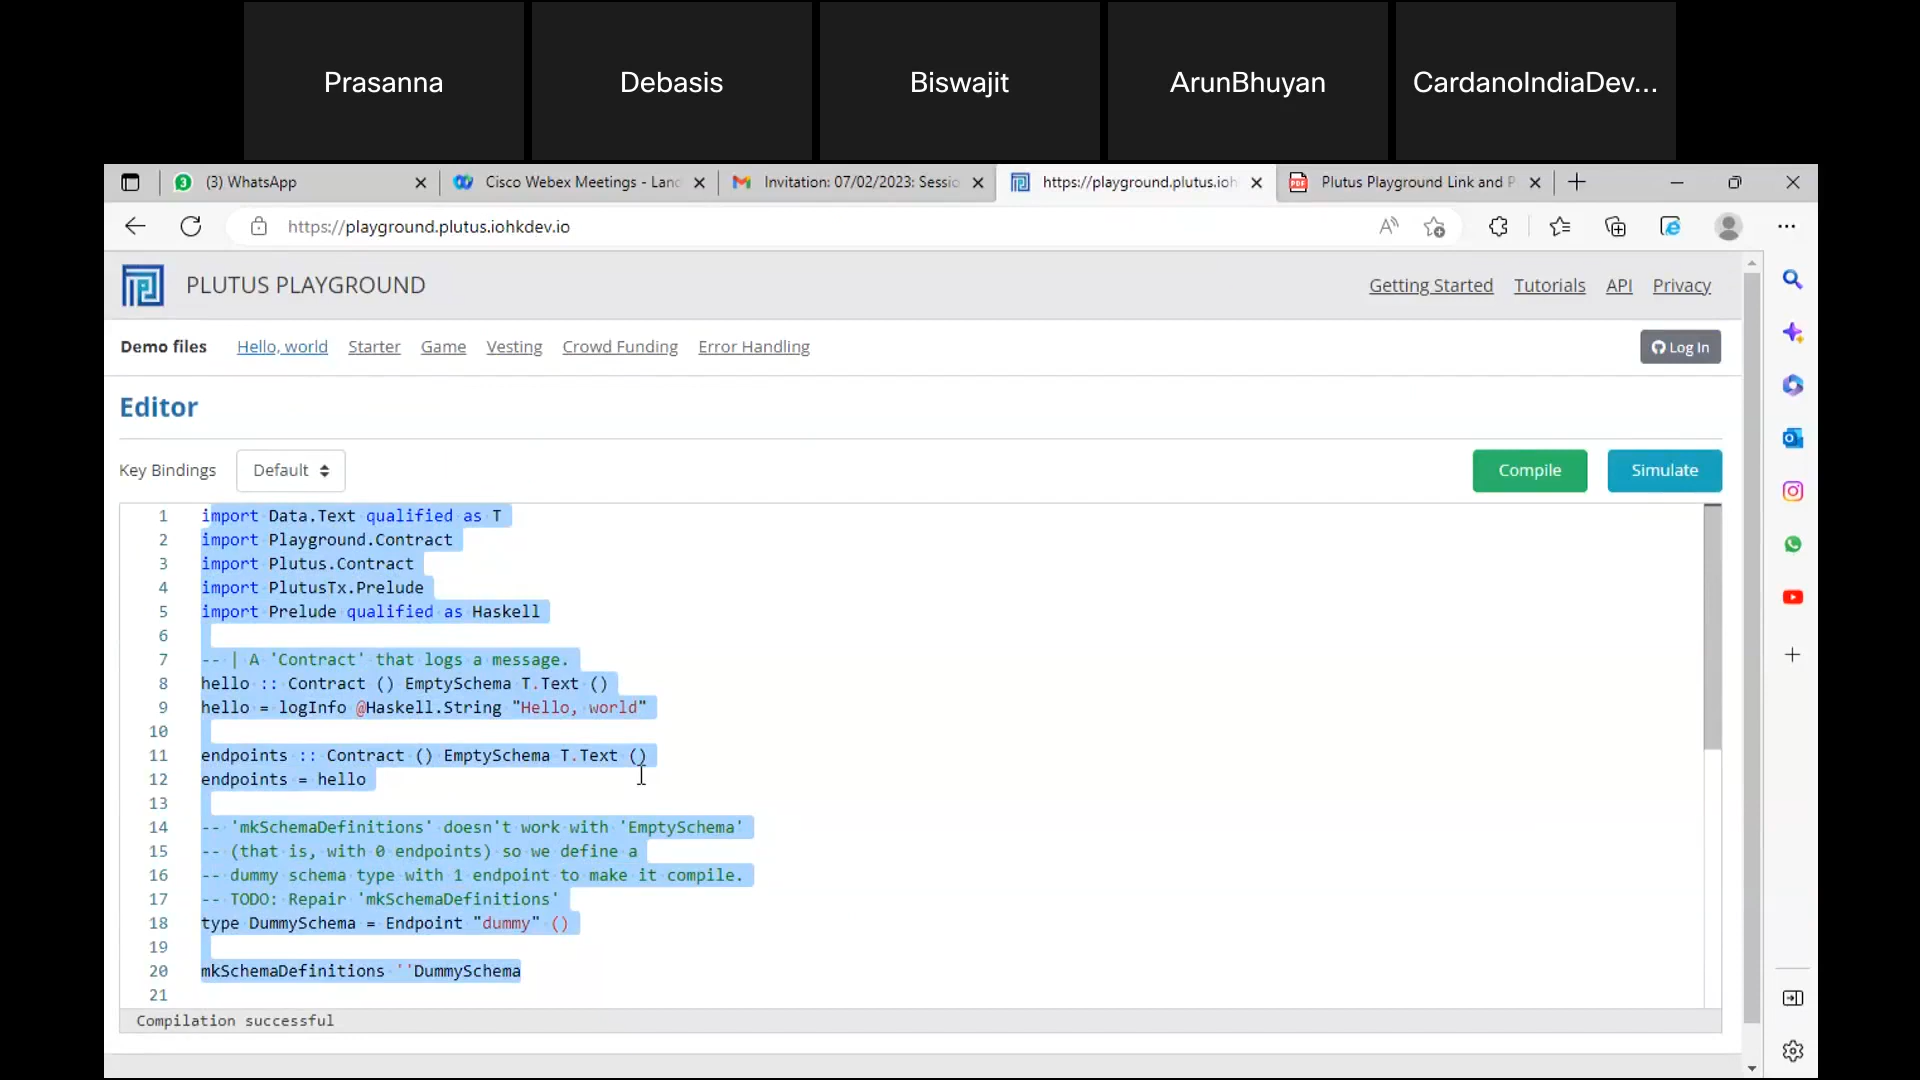 Prasanna
Debasis
Biswajit
ArunBhuyan
CardanoIndiaDev...
3
(3) WhatsApp
Cisco Webex Meetings - Lanc
Invitation: 07/02/2023: Sessio
https://playground.plutus.ioh
Plutus Playground Link and P
https://playground.plutus.iohkdev.io
PLUTUS PLAYGROUND
Getting Started
Tutorials
API
Privacy
Demo files
Hello, world
Starter
Game
Vesting
Crowd Funding
Error Handling
Log In
Editor
Key Bindings
Default
Compile
Simulate
1 import Data.Text qualified as T
2 import Playground.Contract
3 import Plutus.Contract
4 import PlutusTx.Prelude
5 import Prelude qualified as Haskell
6
7 -- | A 'Contract' that logs a message.
8 hello :: Contract () EmptySchema T.Text ()
9 hello = logInfo @Haskell.String "Hello, world"
10
11 endpoints :: Contract () EmptySchema T.Text ()
12 endpoints = hello
13
14 -- 'mkSchemaDefinitions' doesn't work with 'EmptySchema'
15 -- (that is, with 0 endpoints) so we define a
16 -- dummy schema type with 1 endpoint to make it compile.
17 -- TODO: Repair 'mkSchemaDefinitions'
18 type DummySchema = Endpoint "dummy" ()
19
20 mkSchemaDefinitions ''DummySchema
21
Compilation successful